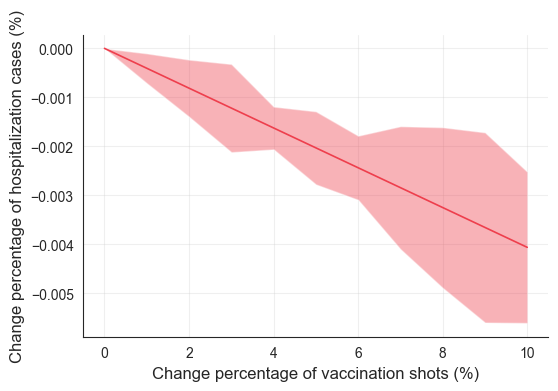 Change percentage of hospitalization cases (%)
0.000
−0.001
−0.002
−0.003
−0.004
−0.005
0 2 4 6 8 10
Change percentage of vaccination shots (%)